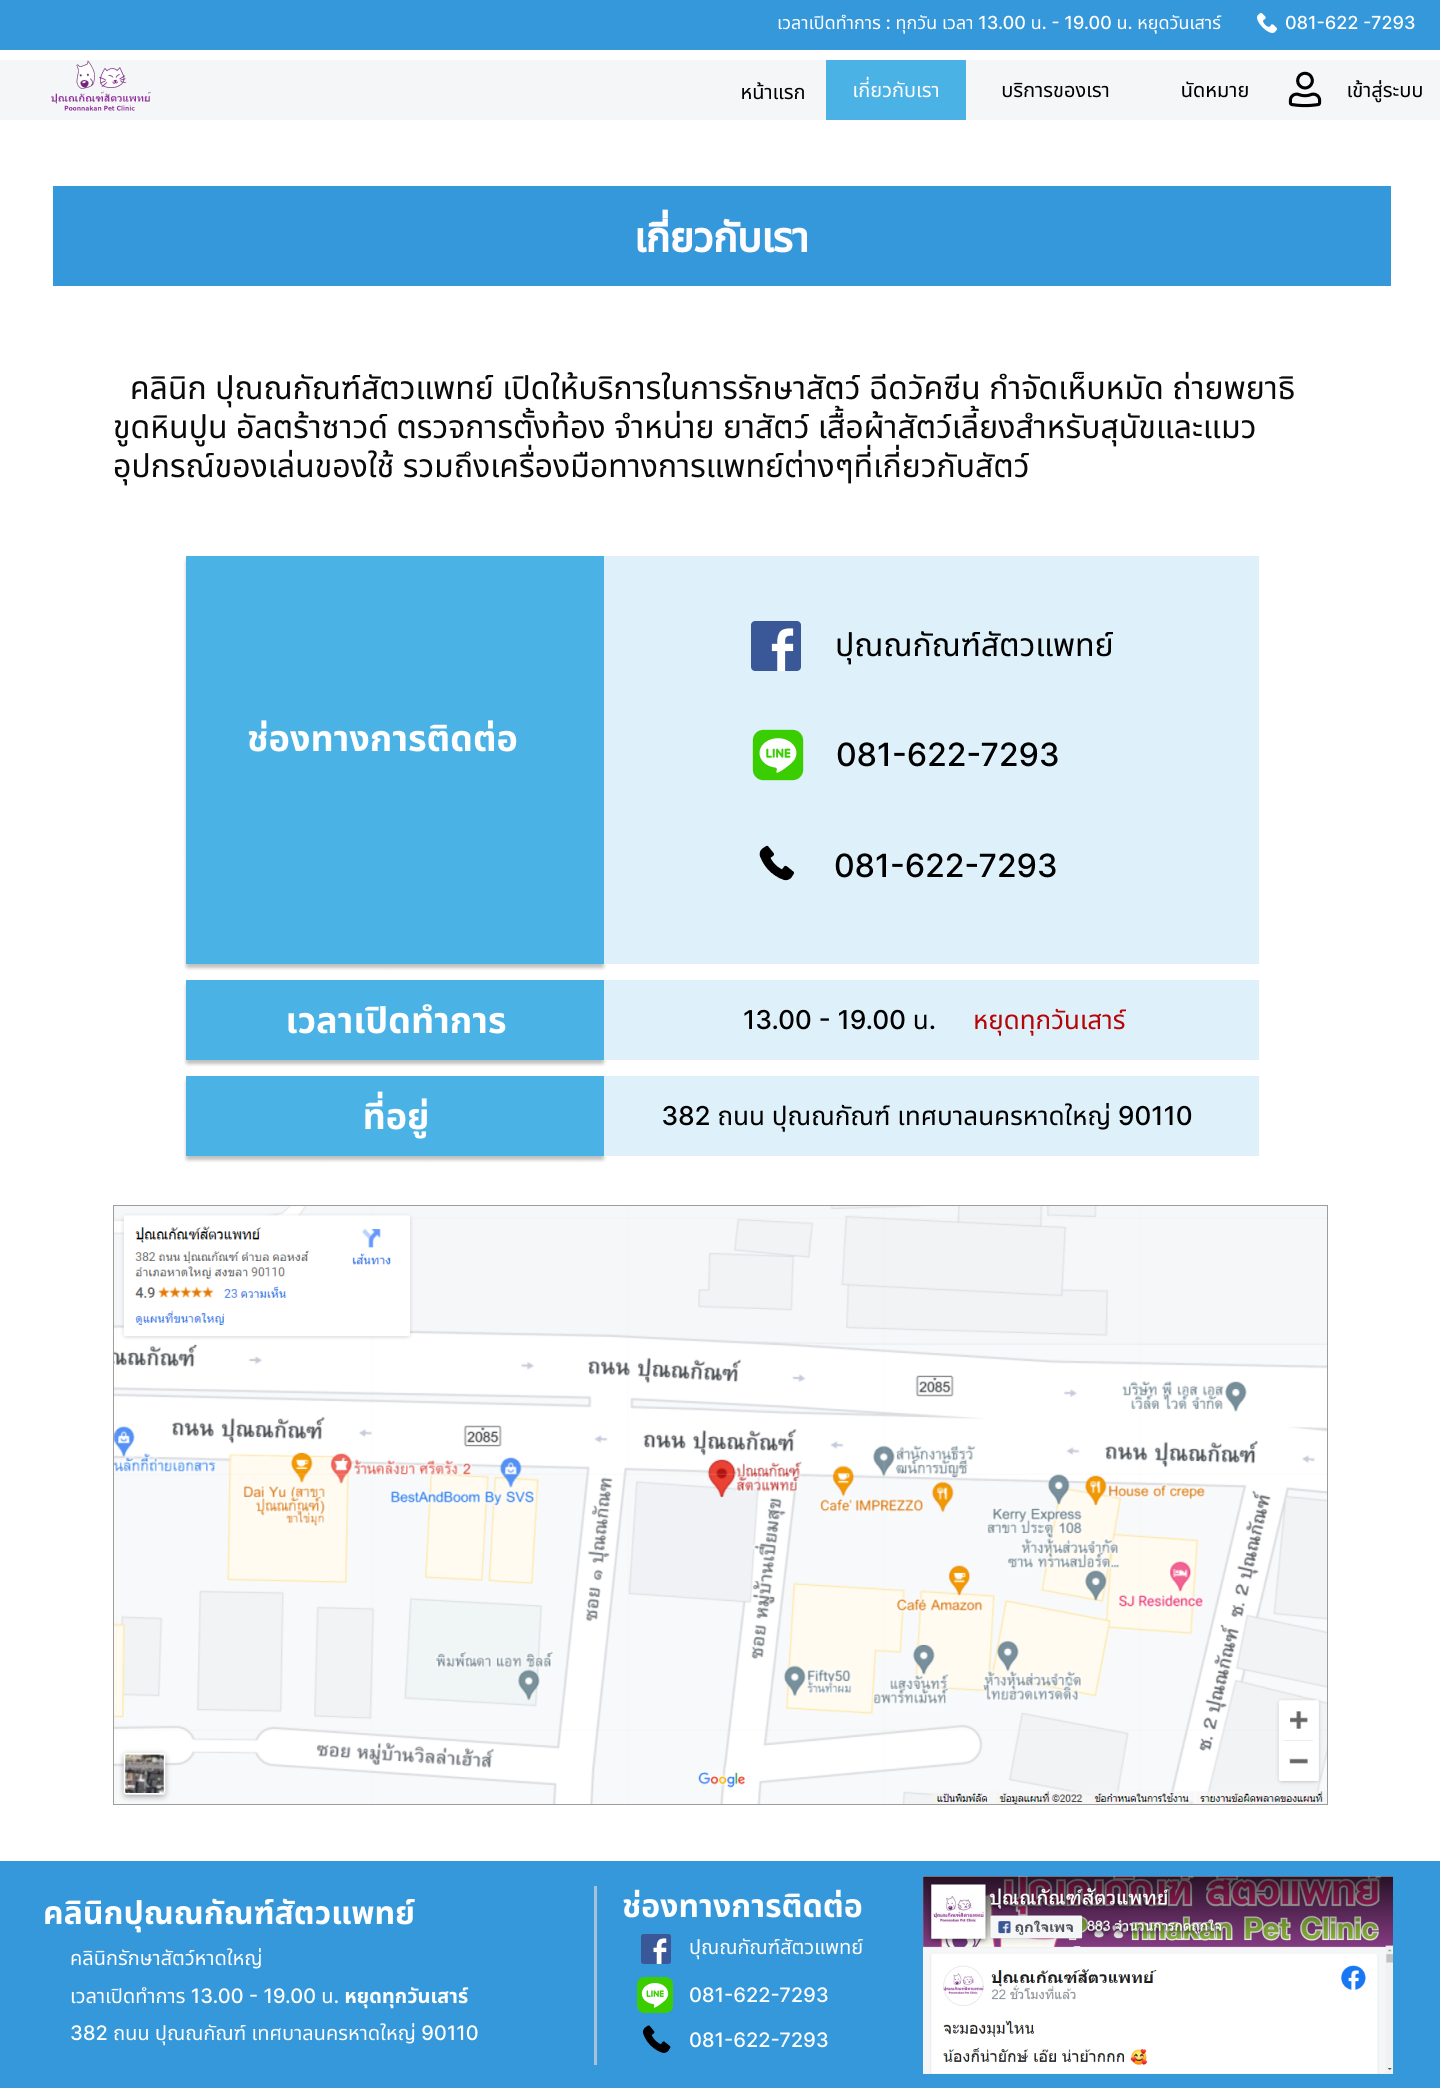 เวลาเปิดทำการ : ทุกวัน เวลา 13.00 น. - 19.00 น. หยุดวันเสาร์ 081-622 -7293
ปุณณกัณฑ์สัตวแพทย์
Poonnakan Pet Clinic
หน้าแรก เกี่ยวกับเรา บริการของเรา นัดหมาย เข้าสู่ระบบ
เกี่ยวกับเรา
คลินิก ปุณณกัณฑ์สัตวแพทย์ เปิดให้บริการในการรักษาสัตว์ ฉีดวัคซีน กำจัดเห็บหมัด ถ่ายพยาธิ
ขูดหินปูน อัลตร้าซาวด์ ตรวจการตั้งท้อง จำหน่าย ยาสัตว์ เสื้อผ้าสัตว์เลี้ยงสำหรับสุนัขและแมว
อุปกรณ์ของเล่นของใช้ รวมถึงเครื่องมือทางการแพทย์ต่างๆที่เกี่ยวกับสัตว์
ช่องทางการติดต่อ
ปุณณกัณฑ์สัตวแพทย์
LINE 081-622-7293
081-622-7293
เวลาเปิดทำการ 13.00 - 19.00 น. หยุดทุกวันเสาร์
ที่อยู่ 382 ถนน ปุณณกัณฑ์ เทศบาลนครหาดใหญ่ 90110
ปุณณกัณฑ์สัตวแพทย์
382 ถนน ปุณณกัณฑ์ ตำบล คอหงส์
อำเภอหาดใหญ่ สงขลา 90110
เส้นทาง
4.9 23 ความเห็น
ดูแผนที่ขนาดใหญ่
ณณกัณฑ์
ถนน ปุณณกัณฑ์
2085
บริษัท พี เอส เอส
เวิลด์ ไวด์ จำกัด
ถนน ปุณณกัณฑ์
2085
ถนน ปุณณกัณฑ์
ถนน ปุณณกัณฑ์
สำนักงานธีรวั
ฒน์การบัญชี
นลักกี้ถ่ายเอกสาร
ร้านคลังยา ศรีตรัง 2
ปุณณกัณฑ์
สัตวแพทย์
Dai Yu (สาขา
ปุณณกัณฑ์)
ชาไข่มุก
BestAndBoom By SVS
Cafe' IMPREZZO
House of crepe
Kerry Express
สาขา ประตู 108
ห้างหุ้นส่วนจำกัด
ซาน ทรานสปอร์ต...
ซอย ๑ ปุณณกัณฑ
ซอย หมู่บ้านเปี่ยมสุข
ซ. 2 ปุณณกัณฑ์
ซ. 2 ปุณณกัณฑ์
Café Amazon
SJ Residence
พิมพ์ณดา แอท ชิลล์
Fifty50
ร้านทำผม
แสงจันทร์
อพาร์ทเม้นท์
ห้างหุ้นส่วนจำกัด
ไทยฮวดเทรดดิ้ง
ซอย หมู่บ้านวิลล่าเฮ้าส์
Google
แป้นพิมพ์ลัด ข้อมูลแผนที่ ©2022 ข้อกำหนดในการใช้งาน รายงานข้อผิดพลาดของแผนที่
คลินิกปุณณกัณฑ์สัตวแพทย์
คลินิกรักษาสัตว์หาดใหญ่
เวลาเปิดทำการ 13.00 - 19.00 น. หยุดทุกวันเสาร์
382 ถนน ปุณณกัณฑ์ เทศบาลนครหาดใหญ่ 90110
ช่องทางการติดต่อ
ปุณณกัณฑ์สัตวแพทย์
LINE 081-622-7293
081-622-7293
ปุณณกัณฑ์สัตวแพทย์
ถูกใจเพจ 883 จำนวนการกดถูกใจ
nnakan Pet Clinic
ปุณณกัณฑ์สัตวแพทย์
22 ชั่วโมงที่แล้ว
จะมองมุมไหน
น้องก็น่ายักษ์ เอ้ย น่าย้ากกก 🥰